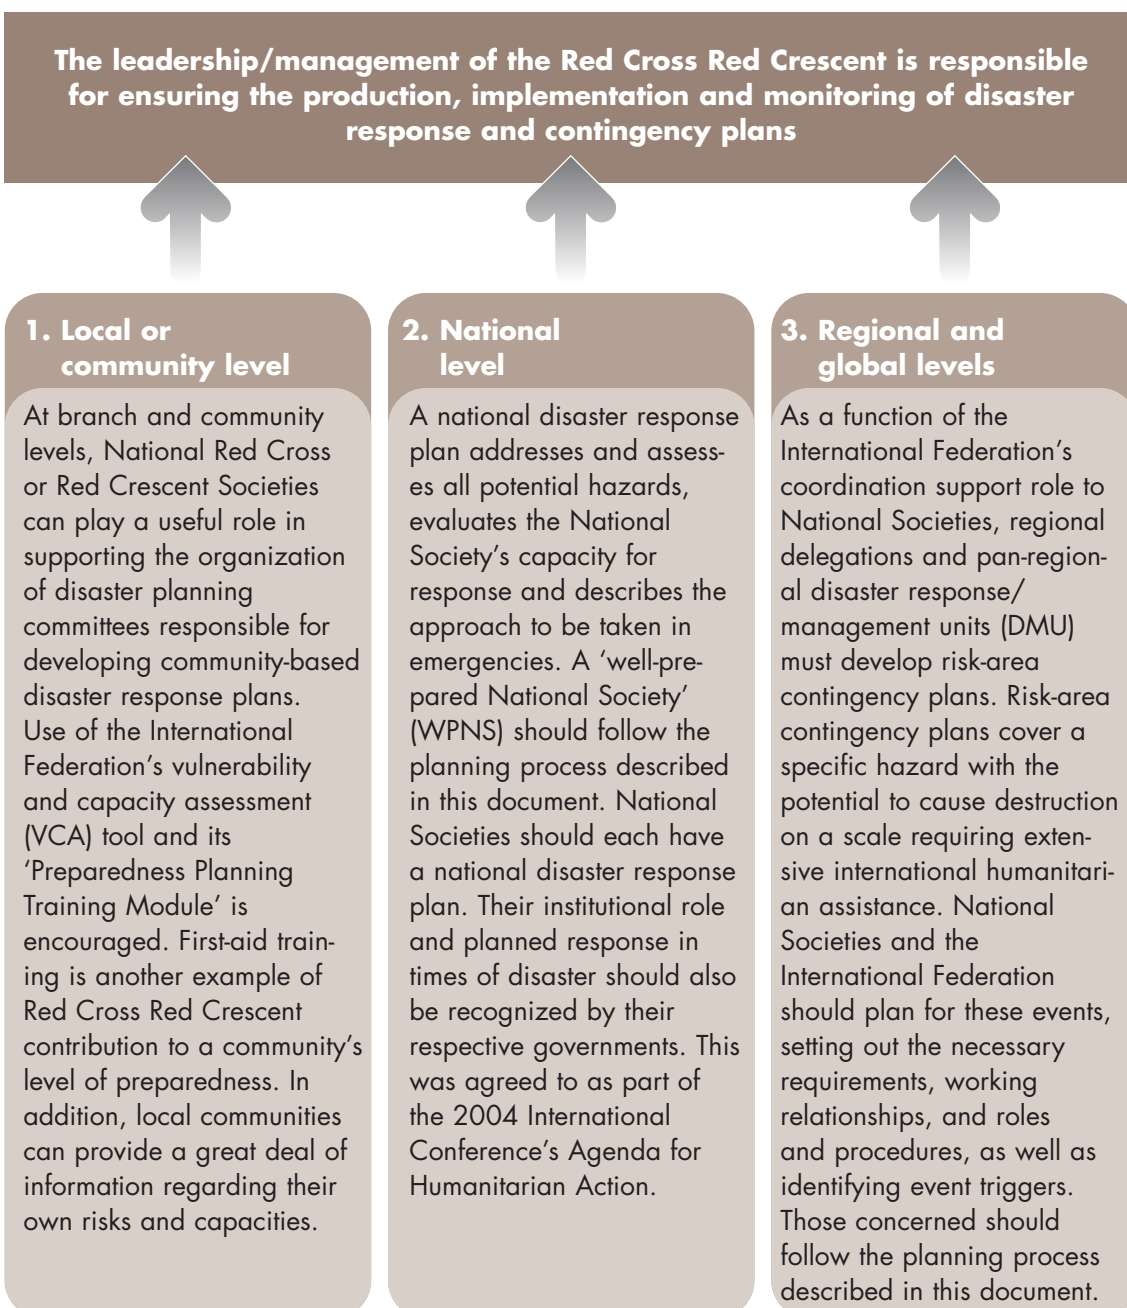 The leadership/management of the Red Cross Red Crescent is responsible
for ensuring the production, implementation and monitoring of disaster
response and contingency plans
1. Local or
community level
At branch and community
levels, National Red Cross
or Red Crescent Societies
can play a useful role in
supporting the organization
of disaster planning
committees responsible for
developing community-based
disaster response plans.
Use of the International
Federation’s vulnerability
and capacity assessment
(VCA) tool and its
‘Preparedness Planning
Training Module’ is
encouraged. First-aid train-
ing is another example of
Red Cross Red Crescent
contribution to a community’s
level of preparedness. In
addition, local communities
can provide a great deal of
information regarding their
own risks and capacities.
2. National
level
A national disaster response
plan addresses and assess-
es all potential hazards,
evaluates the National
Society’s capacity for
response and describes the
approach to be taken in
emergencies. A ‘well-pre-
pared National Society’
(WPNS) should follow the
planning process described
in this document. National
Societies should each have
a national disaster response
plan. Their institutional role
and planned response in
times of disaster should also
be recognized by their
respective governments. This
was agreed to as part of
the 2004 International
Conference’s Agenda for
Humanitarian Action.
3. Regional and
global levels
As a function of the
International Federation’s
coordination support role to
National Societies, regional
delegations and pan-region-
al disaster response/
management units (DMU)
must develop risk-area
contingency plans. Risk-area
contingency plans cover a
specific hazard with the
potential to cause destruction
on a scale requiring exten-
sive international humanitari-
an assistance. National
Societies and the
International Federation
should plan for these events,
setting out the necessary
requirements, working
relationships, and roles
and procedures, as well as
identifying event triggers.
Those concerned should
follow the planning process
described in this document.